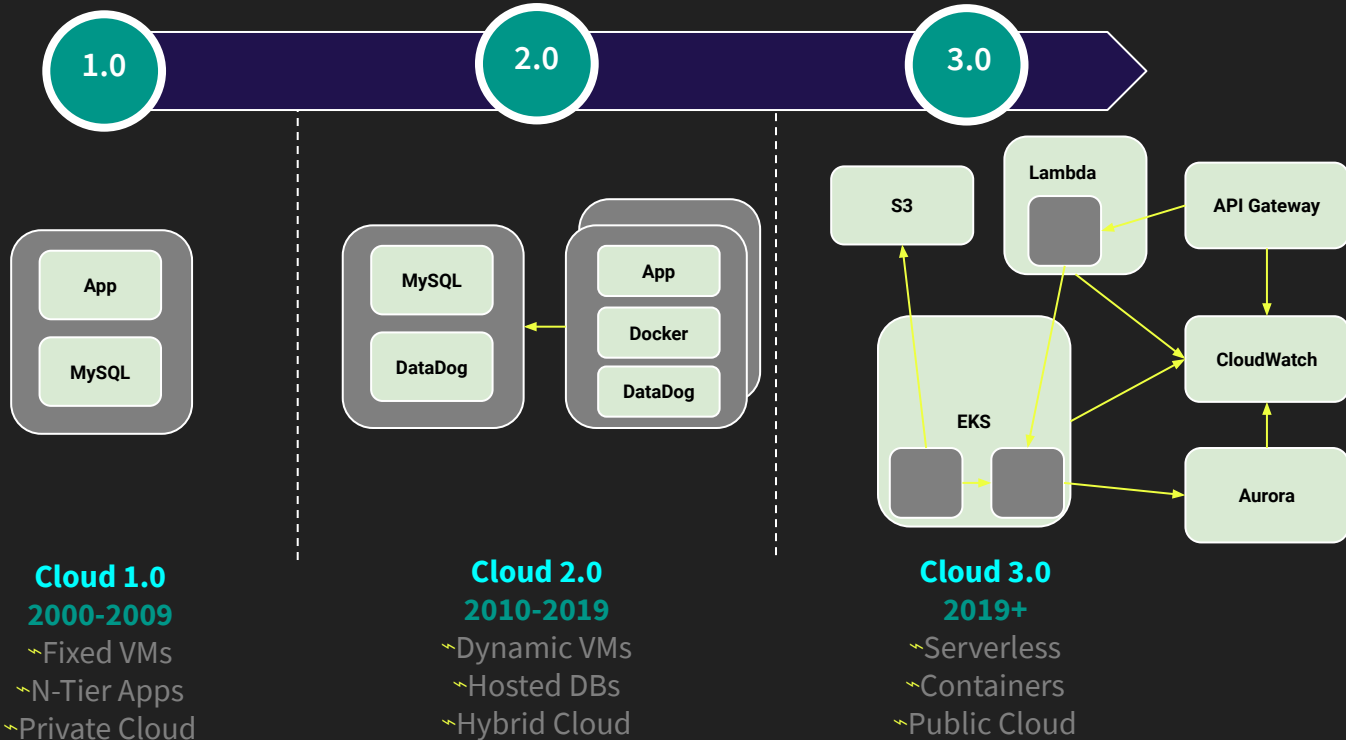 1.0
2.0
3.0
App
MySQL
MySQL
DataDog
App
Docker
DataDog
S3
Lambda
API Gateway
CloudWatch
EKS
Aurora
Cloud 1.0
2000-2009
Fixed VMs
N-Tier Apps
Private Cloud
Cloud 2.0
2010-2019
Dynamic VMs
Hosted DBs
Hybrid Cloud
Cloud 3.0
2019+
Serverless
Containers
Public Cloud